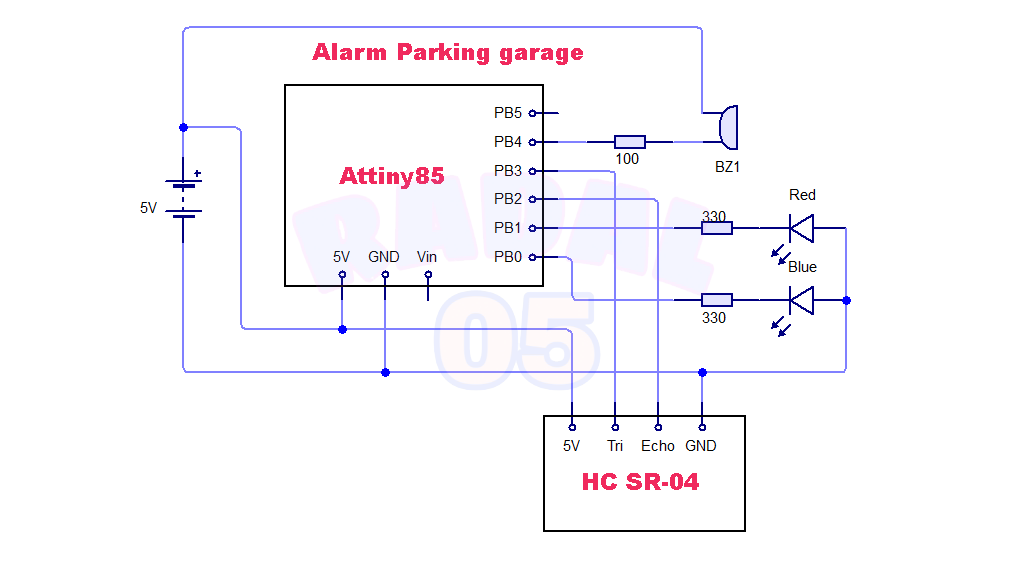 Alarm Parking garage
PB5
PB4
100
BZ1
Attiny85
PB3
Red
5V
+
PB2
330
PB1
5V GND Vin
PB0
Blue
330
RADAL
05
5V Tri Echo GND
HC SR-04